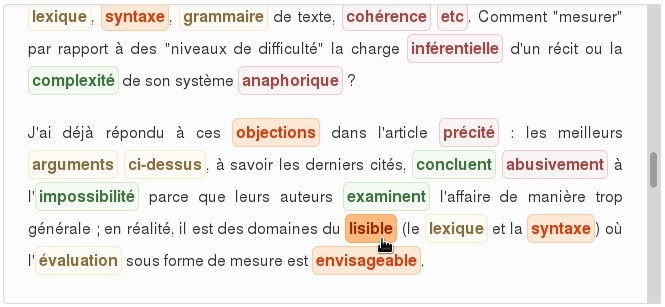 lexique, syntaxe, grammaire de texte, cohérence etc. Comment "mesurer"
par rapport à des "niveaux de difficulté" la charge inférentielle d'un récit ou la
complexité de son système anaphorique ?
J'ai déjà répondu à ces objections dans l'article précité : les meilleurs
arguments ci-dessus, à savoir les derniers cités, concluent abusivement à
l'impossibilité parce que leurs auteurs examinent l'affaire de manière trop
générale ; en réalité, il est des domaines du lisible (le lexique et la syntaxe) où
l'évaluation sous forme de mesure est envisageable.